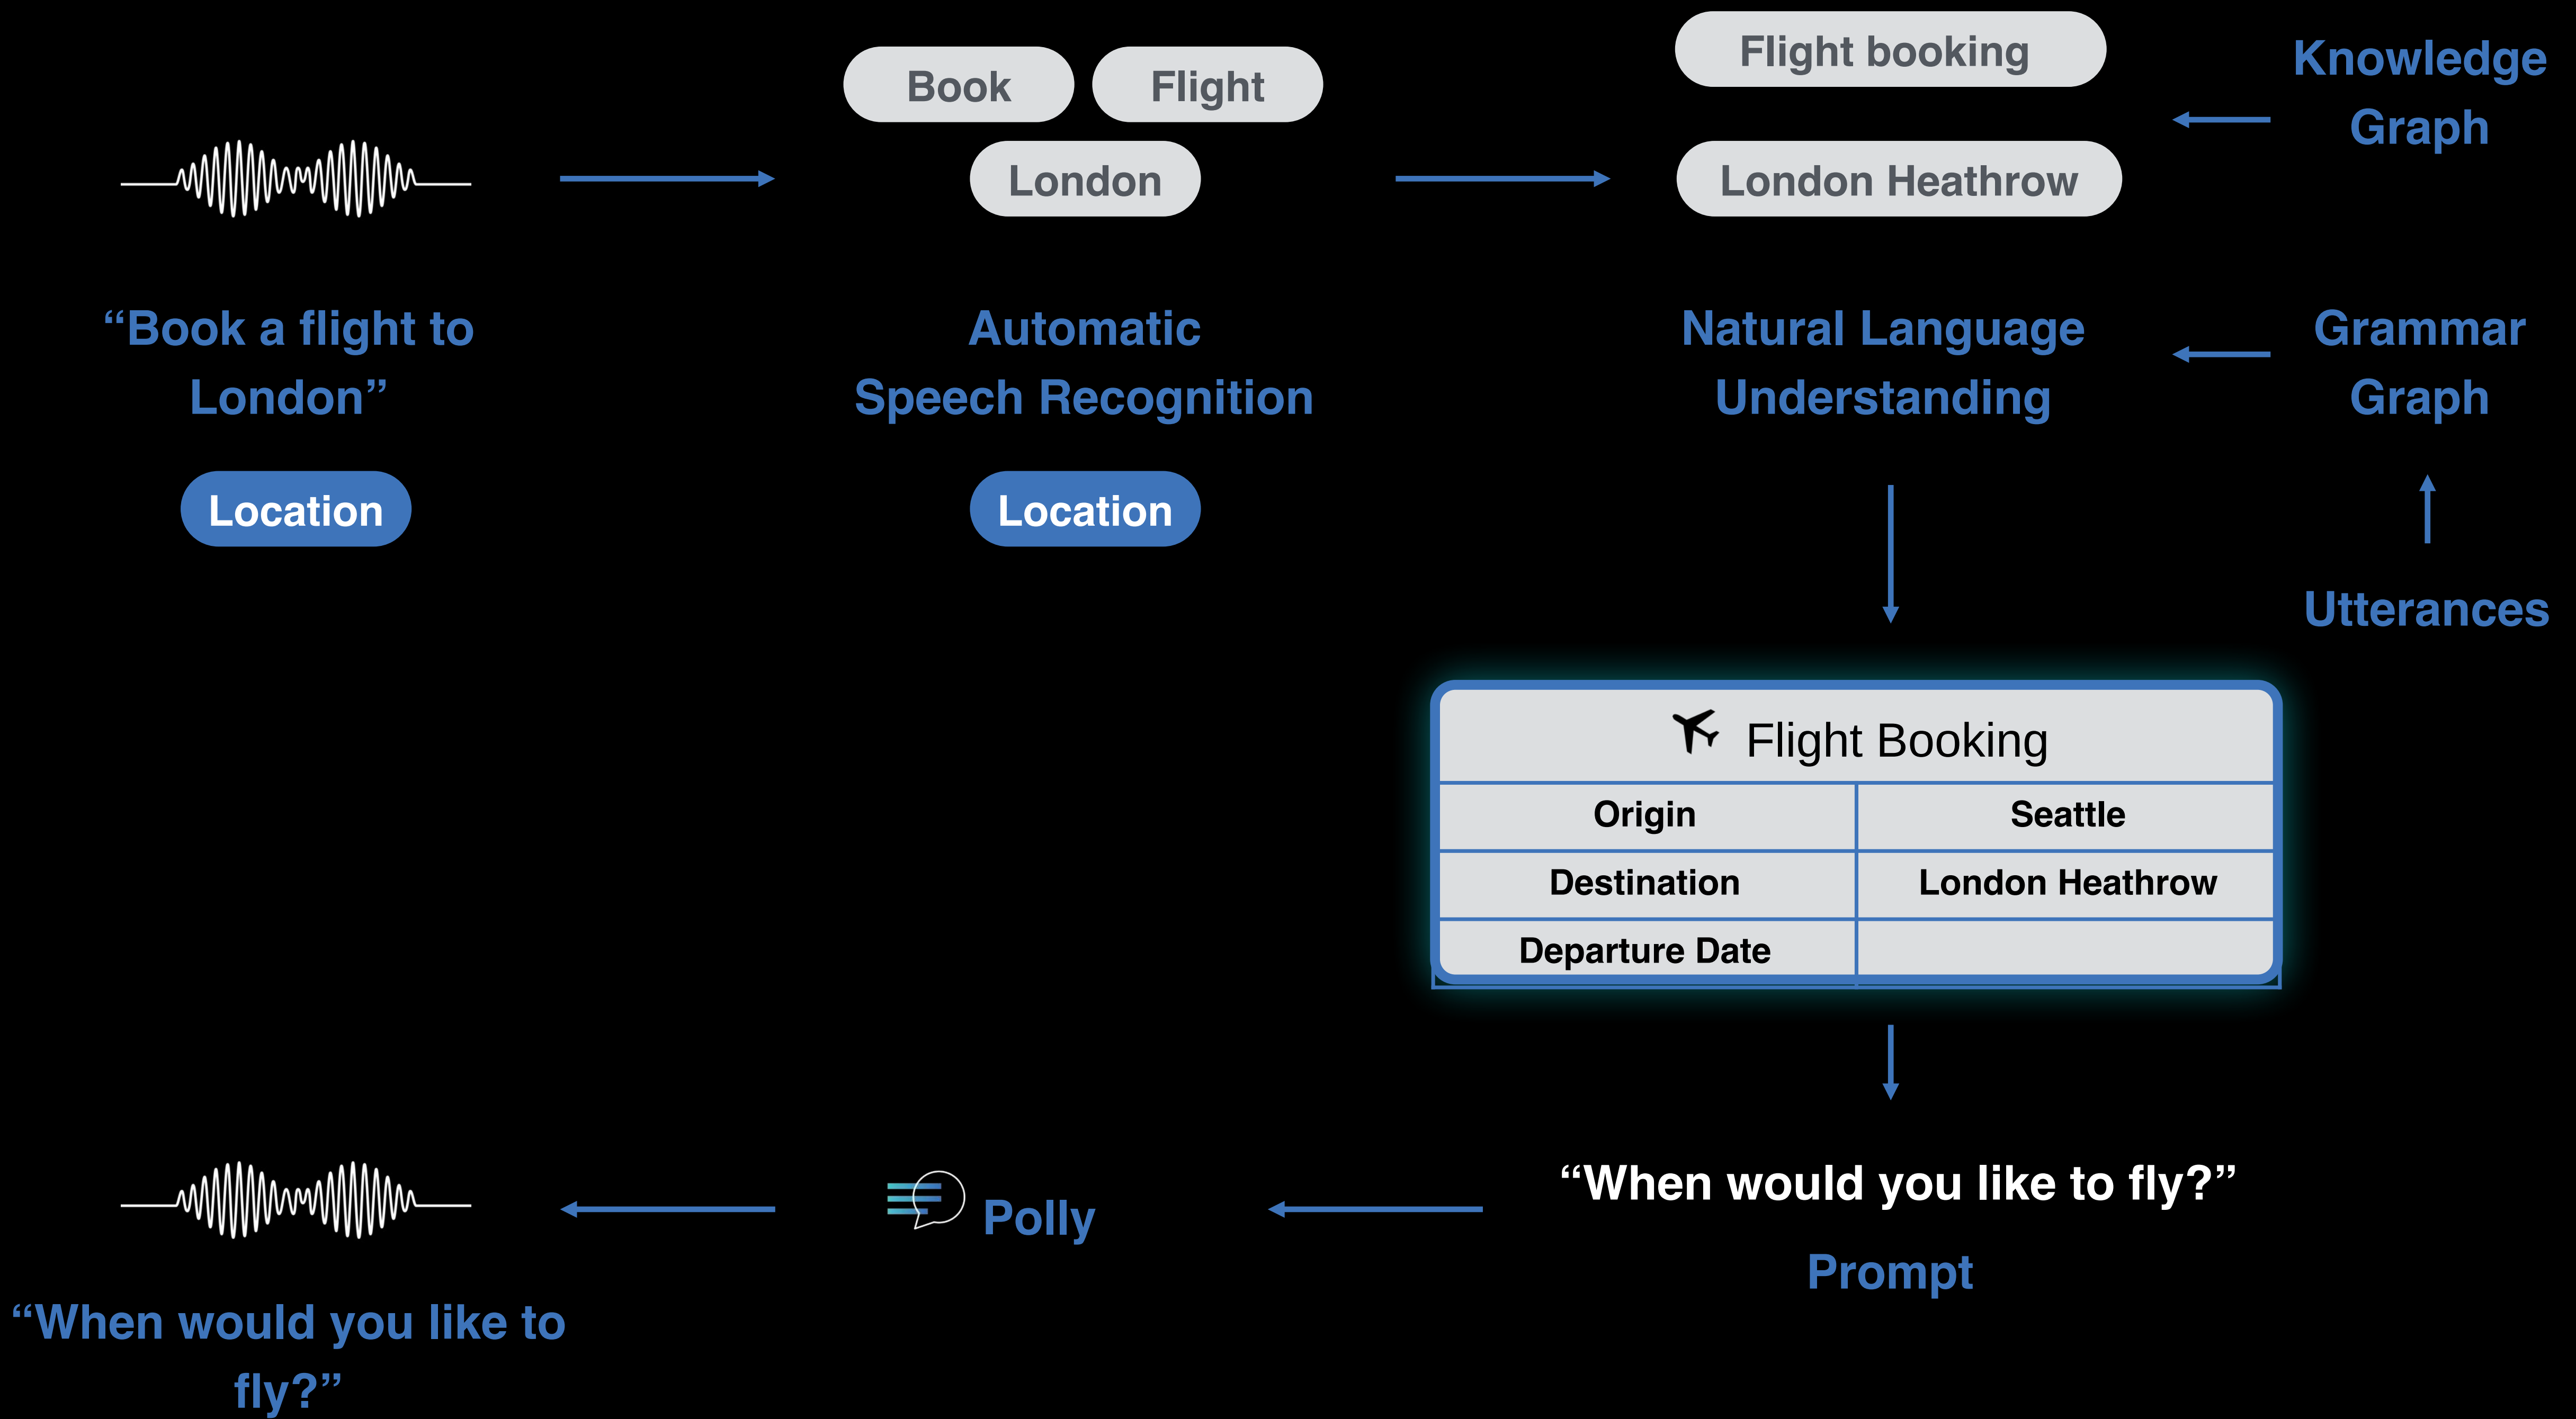 Book
Flight
London
Flight booking
London Heathrow
Knowledge
Graph
“Book a flight to
London”
Location
Automatic
Speech Recognition
Location
Natural Language
Understanding
Grammar
Graph
Utterances
Flight Booking
Origin
Seattle
Destination
London Heathrow
Departure Date
“When would you like to fly?”
Prompt
Polly
“When would you like to
fly?”